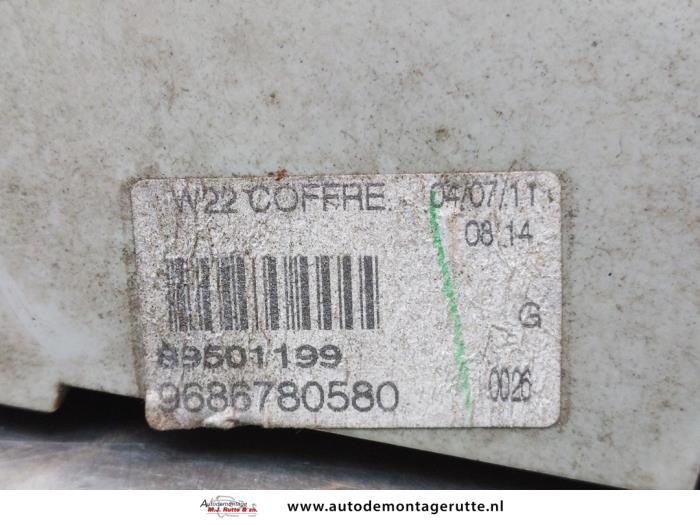 W22 COFFRE 04/07/11
08 14
G
89501199
9686780580 0026
Autodemontage
M.J. Rutte & zn.
www.autodemontagerutte.nl